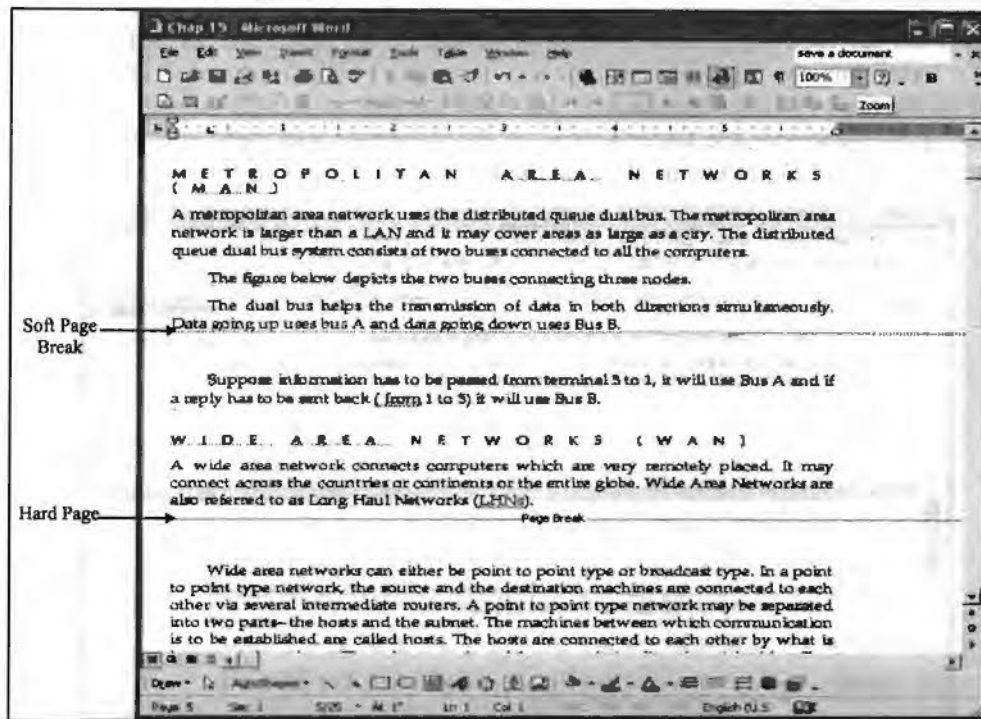 Chap 15 - Microsoft Word
File Edit View Insert Format Tools Table Window Help save a document
100%
B
Zoom
1 2 3 4 5
METROPOLITAN AREA NETWORKS
(MAN)
A metropolitan area network uses the distributed queue dual bus. The metropolitan area
network is larger than a LAN and it may cover areas as large as a city. The distributed
queue dual bus system consists of two buses connected to all the computers.
The figure below depicts the two buses connecting three nodes.
The dual bus helps the transmission of data in both directions simultaneously.
Soft Page
Break
Data going up uses bus A and data going down uses Bus B.
Suppose information has to be passed from terminal 3 to 1, it will use Bus A and if
a reply has to be sent back ( from 1 to 3) it will use Bus B.
WIDE AREA NETWORKS (WAN)
A wide area network connects computers which are very remotely placed. It may
connect across the countries or continents or the entire globe. Wide Area Networks are
also referred to as Long Haul Networks (LHNs).
Hard Page
Page Break
Wide area networks can either be point to point type or broadcast type. In a point
to point type network, the source and the destination machines are connected to each
other via several intermediate routers. A point to point type network may be separated
into two parts–the hosts and the subnet. The machines between which communication
is to be established are called hosts. The hosts are connected to each other by what is
Draw AutoShapes
Page 5 Sec 1 5/20 At 1" Ln 1 Col 1 English (U.S